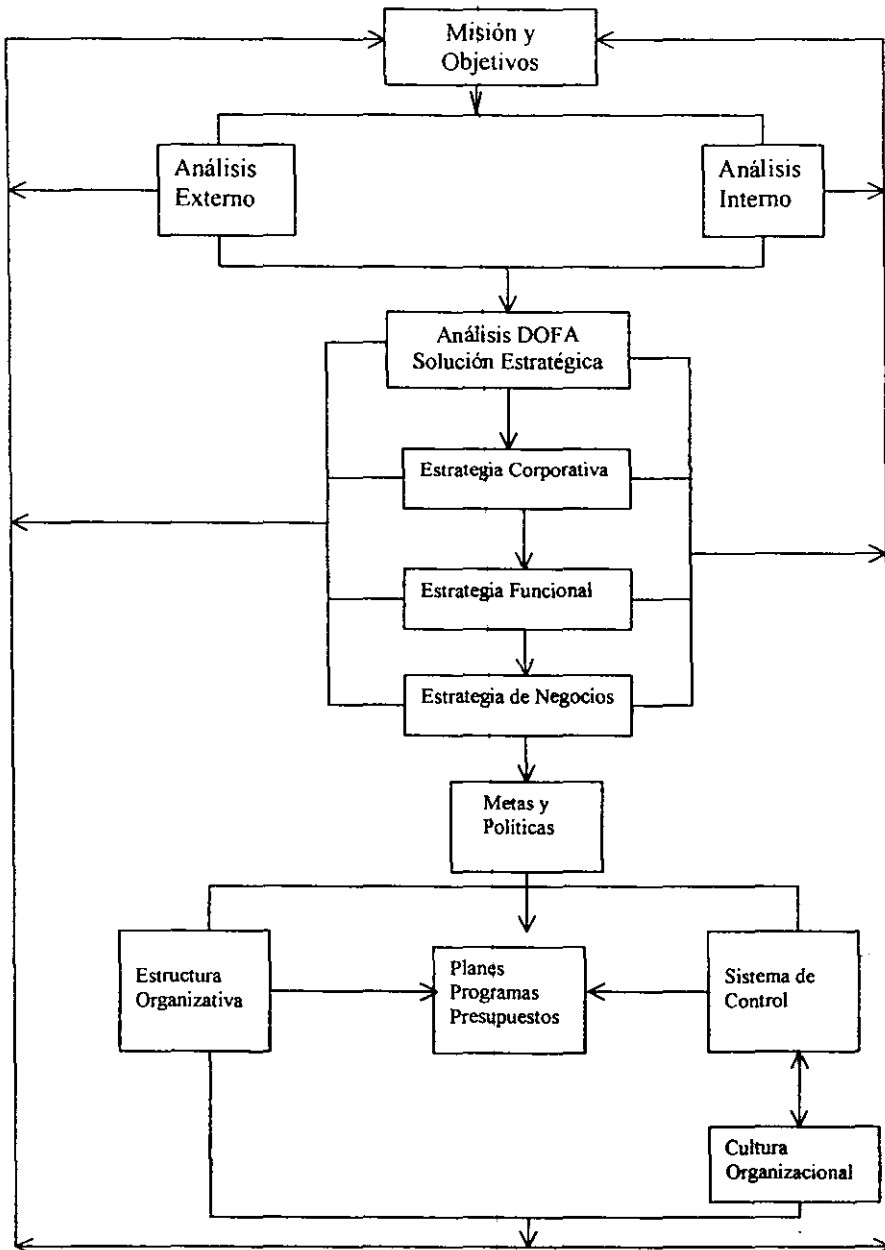 Misión y
Objetivos
Análisis
Externo
Análisis
Interno
Análisis DOFA
Solución Estratégica
Estrategia Corporativa
Estrategia Funcional
Estrategia de Negocios
Metas y
Políticas
Estructura
Organizativa
Planes
Programas
Presupuestos
Sistema de
Control
Cultura
Organizacional